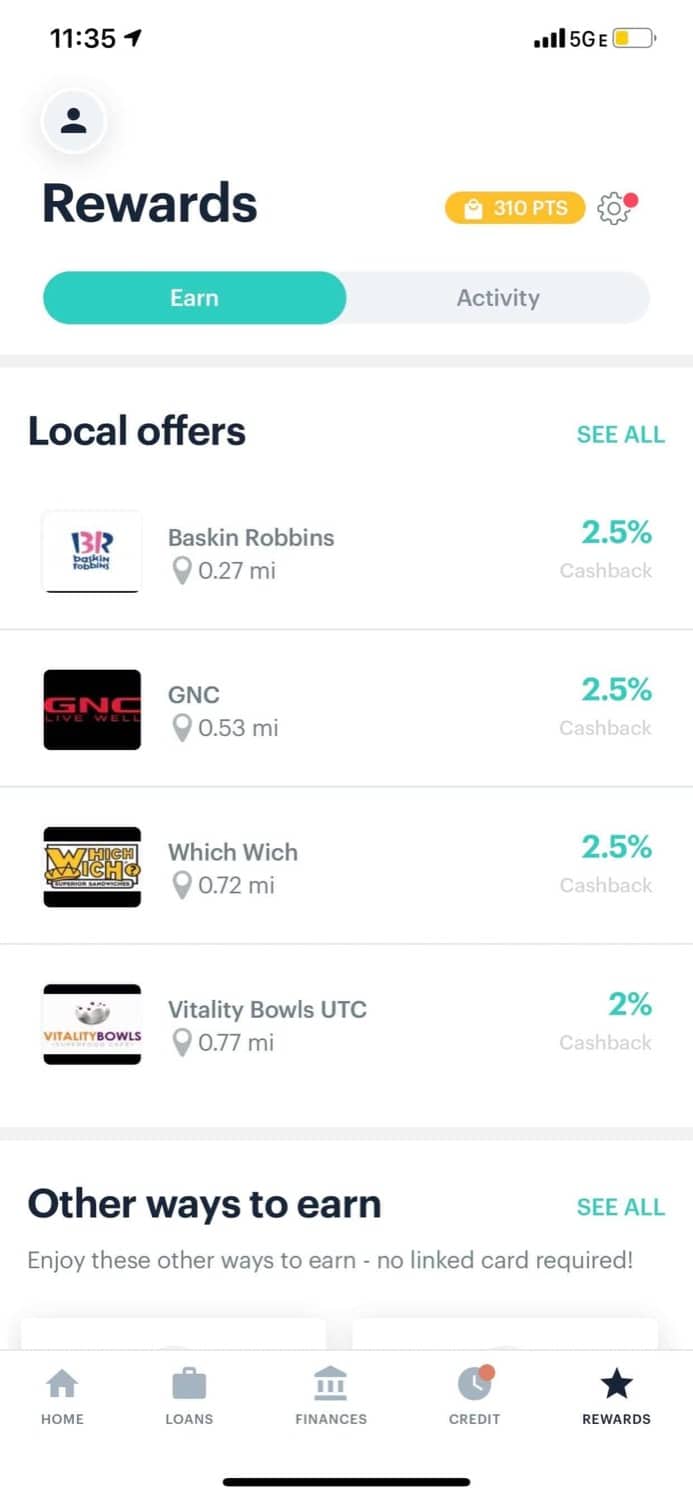 11:35
5GE
Rewards
310 PTS
Earn
Activity
Local offers
SEE ALL
BR
baskin
robbins
Baskin Robbins
0.27 mi
2.5%
Cashback
GNC
LIVE WELL
GNC
0.53 mi
2.5%
Cashback
WHICH
WICH?
SUPERIOR SANDWICHES
Which Wich
0.72 mi
2.5%
Cashback
VITALITYBOWLS
SUPERFOOD CAFE
Vitality Bowls UTC
0.77 mi
2%
Cashback
Other ways to earn
SEE ALL
Enjoy these other ways to earn - no linked card required!
HOME
LOANS
FINANCES
CREDIT
REWARDS